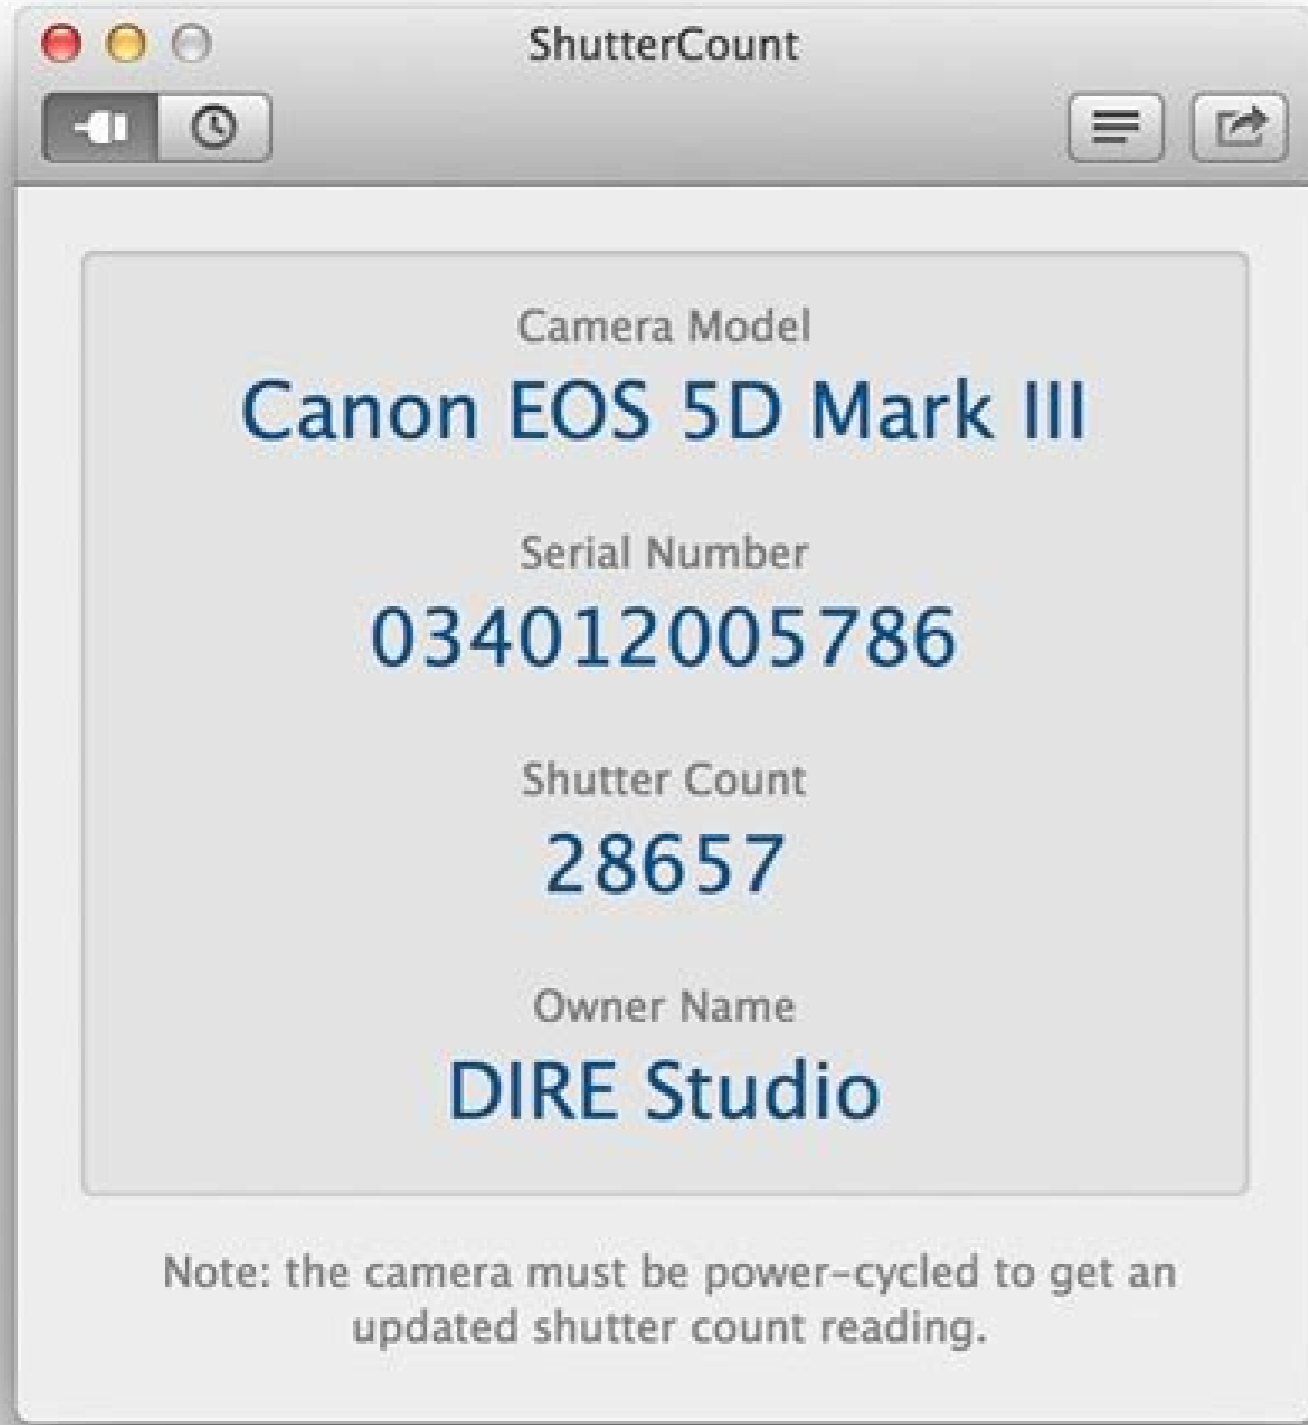 ShutterCount
Camera Model
Canon EOS 5D Mark III
Serial Number
034012005786
Shutter Count
28657
Owner Name
DIRE Studio
Note: the camera must be power-cycled to get an
updated shutter count reading.